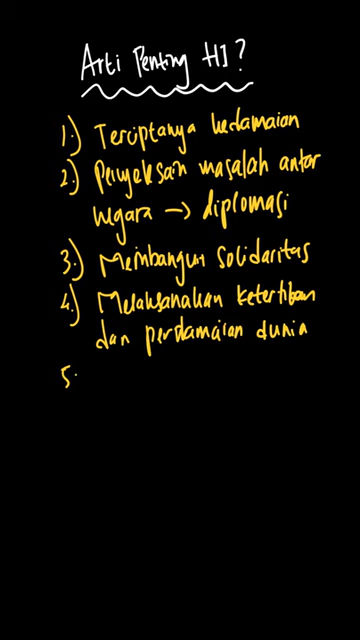 Arti Penting HI?
1.) Terciptanya kedamaian
2.) Penyelesain masalah antar
negara → diplomasi
3.) Membangun solidaritas
4.) Melaksanakan ketertiban
dan perdamaian dunia
5.